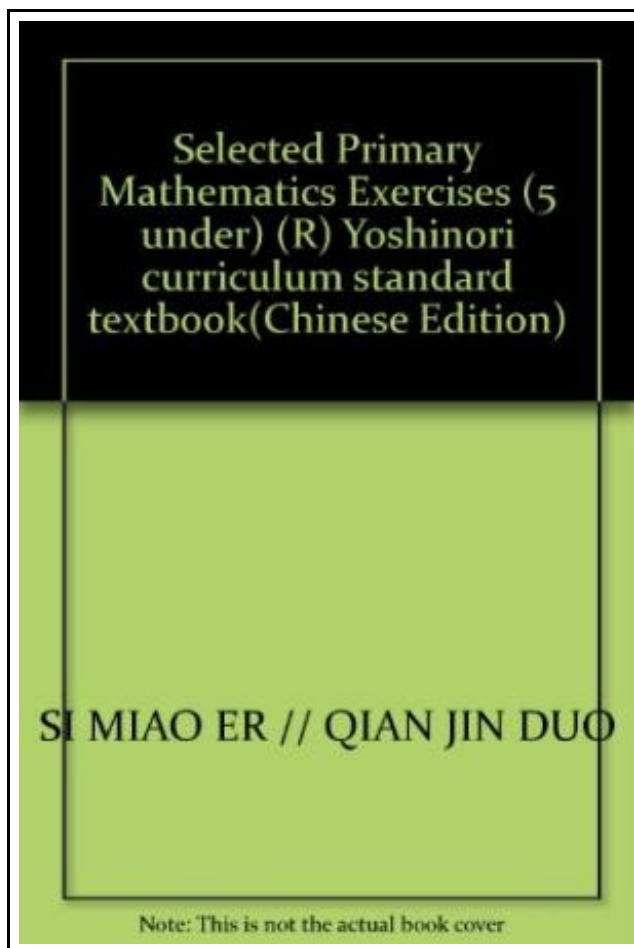 Selected Primary
Mathematics Exercises (5
under) (R) Yoshinori
curriculum standard
textbook(Chinese Edition)
SI MIAO ER // QIAN JIN DUO
Note: This is not the actual book cover